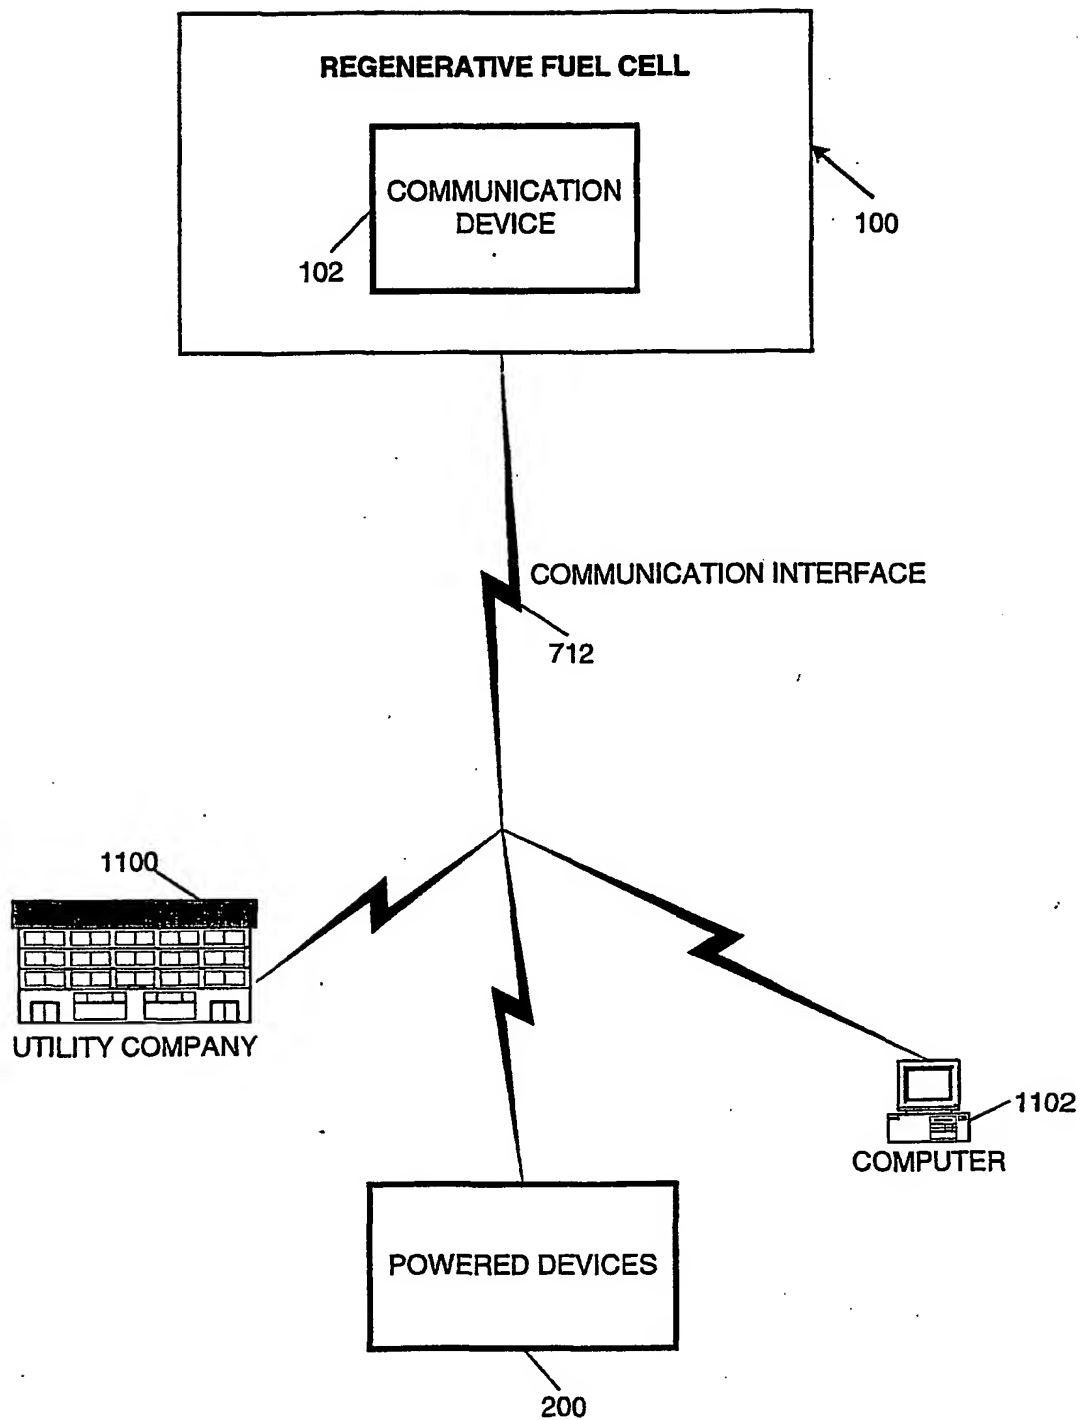 REGENERATIVE FUEL CELL
COMMUNICATION
DEVICE
100
102
COMMUNICATION INTERFACE
712
1100
UTILITY COMPANY
1102
COMPUTER
POWERED DEVICES
200